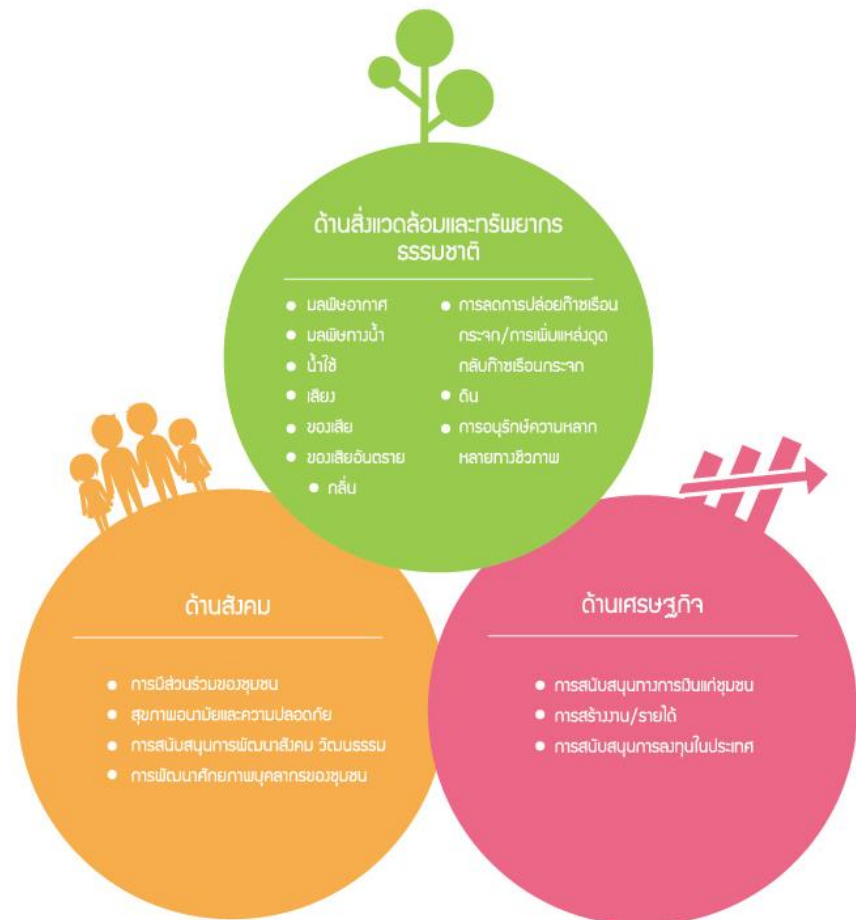 ด้านสิ่งแวดล้อมและทรัพยากร
ธรรมชาติ
● มลพิษอากาศ
● มลพิษทางน้ำ
● น้ำใช้
● เสียง
● ของเสีย
● ของเสียอันตราย
● กลิ่น
● การลดการปล่อยก๊าซเรือน
กระจก/การเพิ่มแหล่งดูด
กลับก๊าซเรือนกระจก
● ดิน
● การอนุรักษ์ความหลาก
หลายทางชีวภาพ
ด้านสังคม
● การมีส่วนร่วมของชุมชน
● สุขภาพอนามัยและความปลอดภัย
● การสนับสนุนการพัฒนาสังคม วัฒนธรรม
● การพัฒนาศักยภาพบุคลากรของชุมชน
ด้านเศรษฐกิจ
● การสนับสนุนทางการเงินแก่ชุมชน
● การสร้างงาน/รายได้
● การสนับสนุนการลงทุนในประเทศ